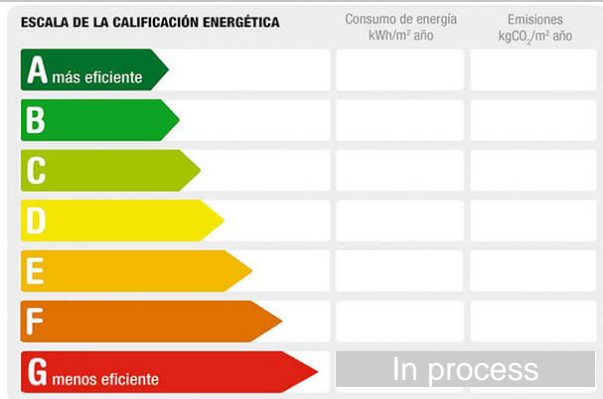 ESCALA DE LA CALIFICACIÓN ENERGÉTICA
Consumo de energía
kWh/m² año
Emisiones
kgCO₂/m² año
A más eficiente
B
C
D
E
F
G menos eficiente
In process